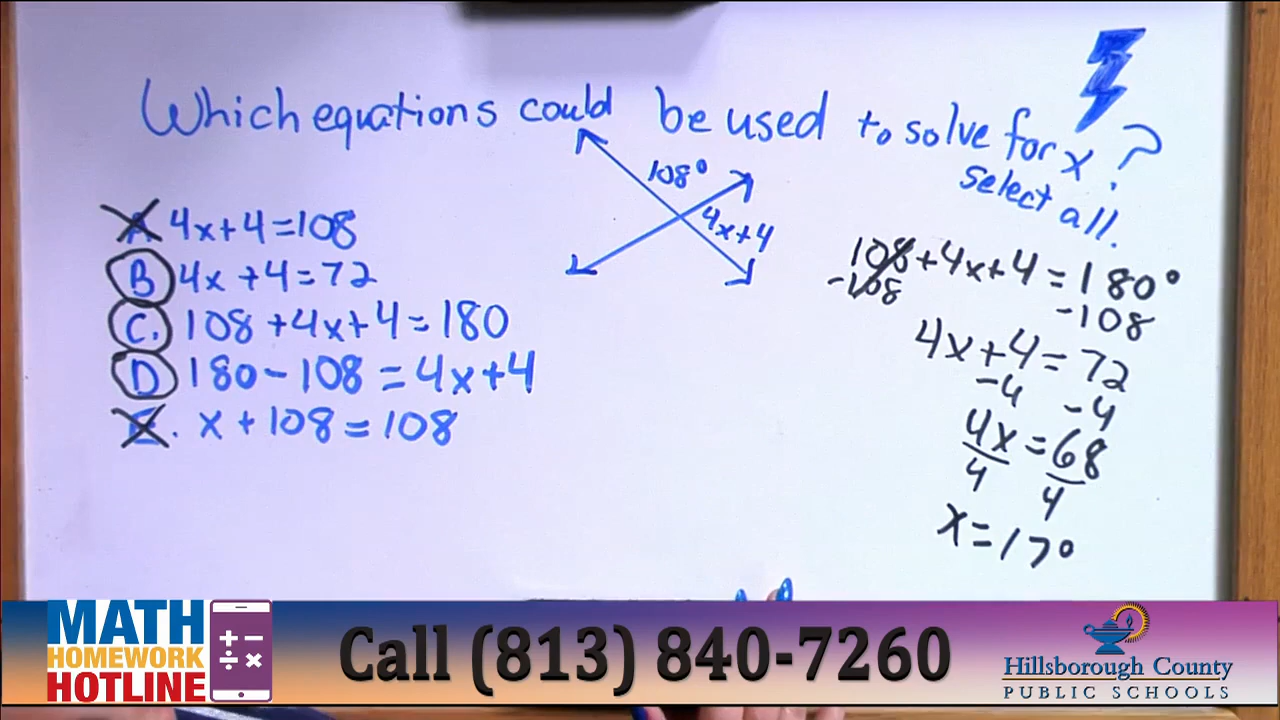 Which equations could be used to solve for x?
select all.
108°
4x+4
A 4x+4=108
B 4x+4=72
C. 108+4x+4=180
D 180-108=4x+4
E. x+108=108
108+4x+4=180°
-108 -108
4x+4=72
-4 -4
4x=68
4 4
x=17°
MATH
HOMEWORK
HOTLINE
+ −
÷ ×
Call (813) 840-7260
Hillsborough County
PUBLIC SCHOOLS